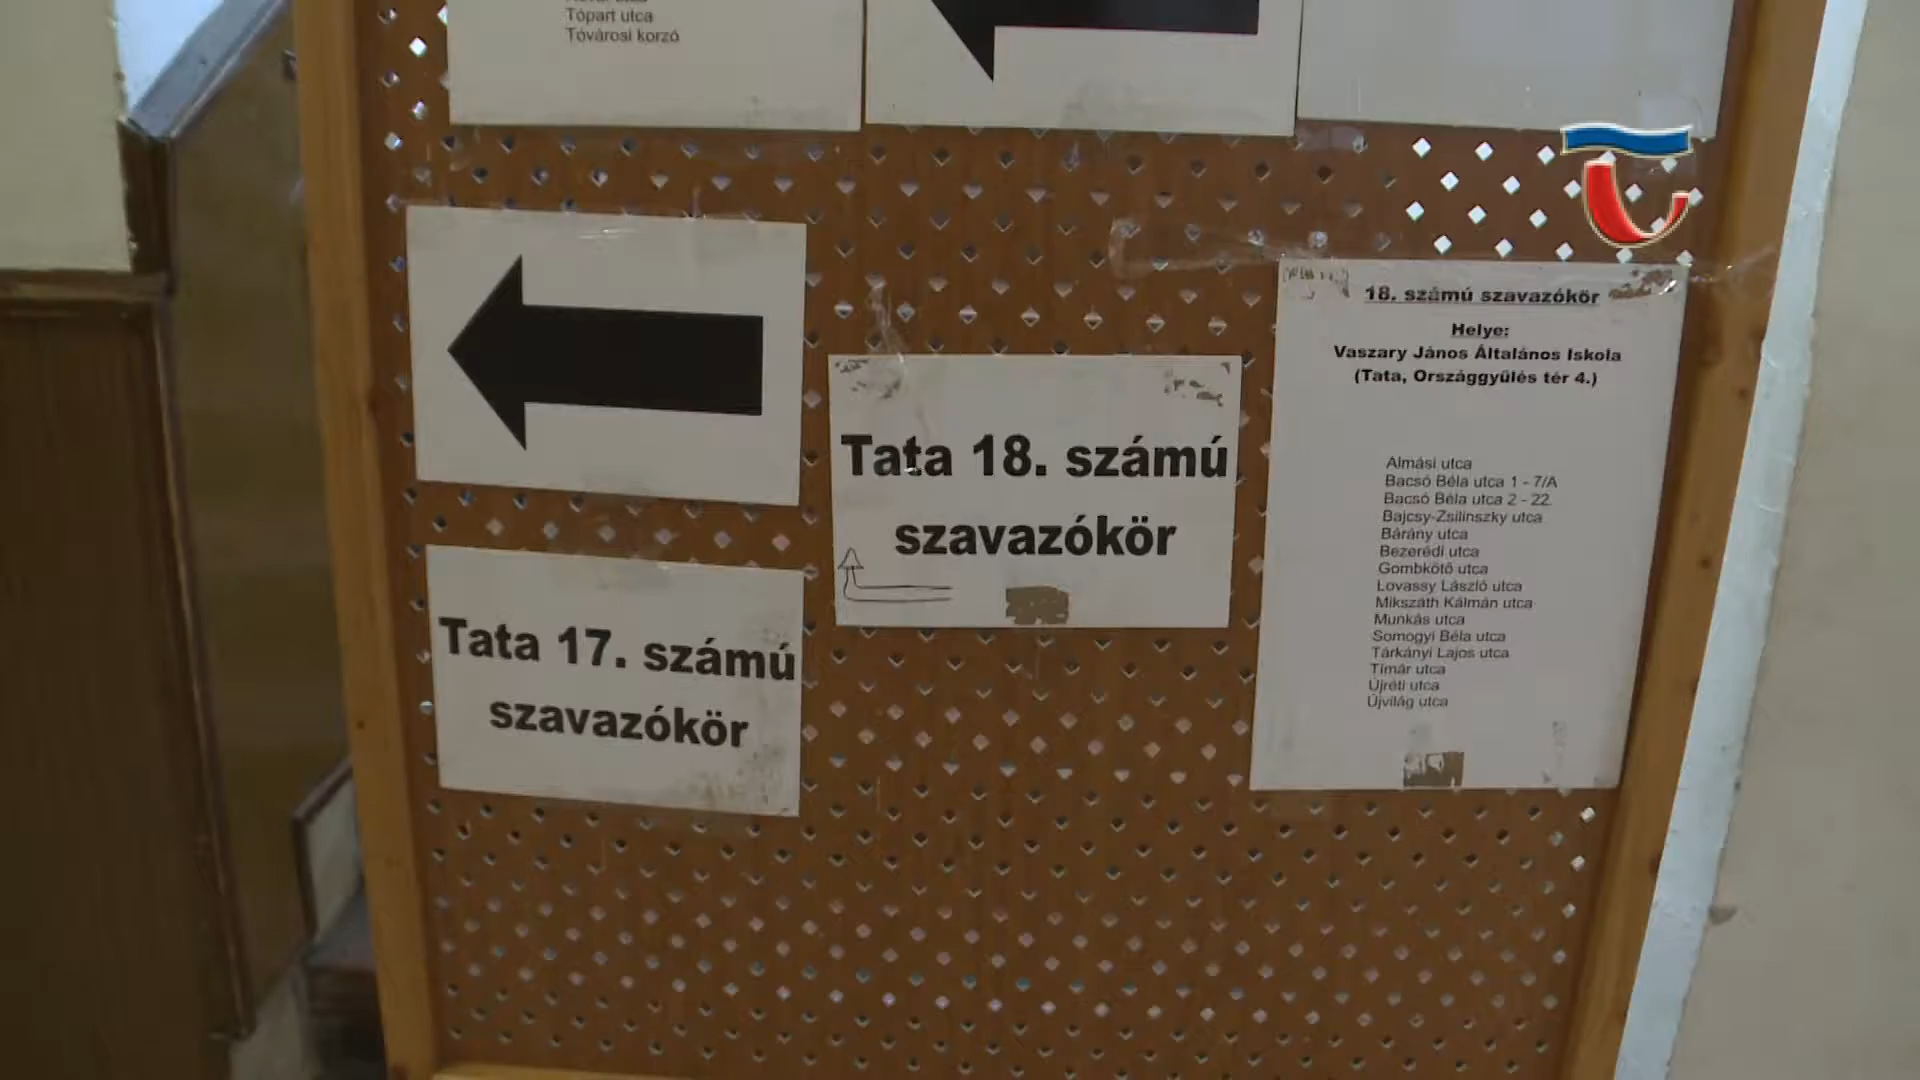 Tópart utca
Tóvárosi korzó
Tata 17. számú
szavazókör
Tata 18. számú
szavazókör
18. számú szavazókör
Helye:
Vaszary János Általános Iskola
(Tata, Országgyűlés tér 4.)
Almási utca
Bacsó Béla utca 1 - 7/A
Bacsó Béla utca 2 - 22.
Bajcsy-Zsilinszky utca
Bárány utca
Bezerédi utca
Gombkötő utca
Lovassy László utca
Mikszáth Kálmán utca
Munkás utca
Somogyi Béla utca
Tárkányi Lajos utca
Tímár utca
Újréti utca
Újvilág utca